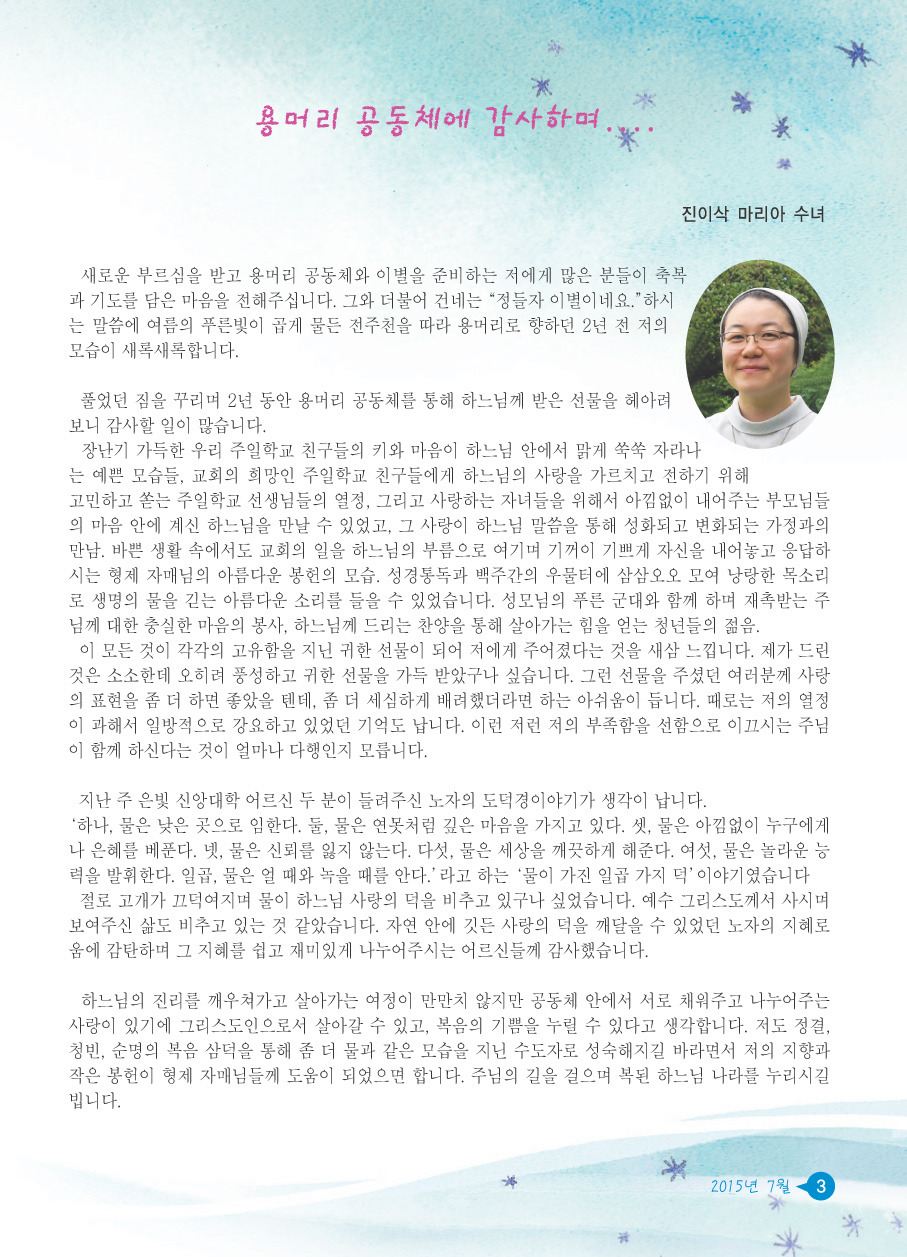 용머리 공동체에 감사하며....
진이삭 마리아 수녀
새로운 부르심을 받고 용머리 공동체와 이별을 준비하는 저에게 많은 분들이 축복
과 기도를 담은 마음을 전해주십니다. 그와 더불어 건네는 “정들자 이별이네요.”하시
는 말씀에 여름의 푸른빛이 곱게 물든 전주천을 따라 용머리로 향하던 2년 전 저의
모습이 새록새록합니다.
풀었던 짐을 꾸리며 2년 동안 용머리 공동체를 통해 하느님께 받은 선물을 헤아려
보니 감사할 일이 많습니다.
장난기 가득한 우리 주일학교 친구들의 키와 마음이 하느님 안에서 맑게 쑥쑥 자라나
는 예쁜 모습들, 교회의 희망인 주일학교 친구들에게 하느님의 사랑을 가르치고 전하기 위해
고민하고 쏟는 주일학교 선생님들의 열정, 그리고 사랑하는 자녀들을 위해서 아낌없이 내어주는 부모님들
의 마음 안에 계신 하느님을 만날 수 있었고, 그 사랑이 하느님 말씀을 통해 성화되고 변화되는 가정과의
만남. 바쁜 생활 속에서도 교회의 일을 하느님의 부름으로 여기며 기꺼이 기쁘게 자신을 내어놓고 응답하
시는 형제 자매님의 아름다운 봉헌의 모습. 성경통독과 백주간의 우물터에 삼삼오오 모여 낭랑한 목소리
로 생명의 물을 긷는 아름다운 소리를 들을 수 있었습니다. 성모님의 푸른 군대와 함께 하며 재촉받는 주
님께 대한 충실한 마음의 봉사, 하느님께 드리는 찬양을 통해 살아가는 힘을 얻는 청년들의 젊음.
이 모든 것이 각각의 고유함을 지닌 귀한 선물이 되어 저에게 주어졌다는 것을 새삼 느낍니다. 제가 드린
것은 소소한데 오히려 풍성하고 귀한 선물을 가득 받았구나 싶습니다. 그런 선물을 주셨던 여러분께 사랑
의 표현을 좀 더 하면 좋았을 텐데, 좀 더 세심하게 배려했더라면 하는 아쉬움이 듭니다. 때로는 저의 열정
이 과해서 일방적으로 강요하고 있었던 기억도 납니다. 이런 저런 저의 부족함을 선함으로 이끄시는 주님
이 함께 하신다는 것이 얼마나 다행인지 모릅니다.
지난 주 은빛 신앙대학 어르신 두 분이 들려주신 노자의 도덕경이야기가 생각이 납니다.
‘하나, 물은 낮은 곳으로 임한다. 둘, 물은 연못처럼 깊은 마음을 가지고 있다. 셋, 물은 아낌없이 누구에게
나 은혜를 베푼다. 넷, 물은 신뢰를 잃지 않는다. 다섯, 물은 세상을 깨끗하게 해준다. 여섯, 물은 놀라운 능
력을 발휘한다. 일곱, 물은 얼 때와 녹을 때를 안다.’라고 하는 ‘물이 가진 일곱 가지 덕’이야기였습니다
절로 고개가 끄덕여지며 물이 하느님 사랑의 덕을 비추고 있구나 싶었습니다. 예수 그리스도께서 사시며
보여주신 삶도 비추고 있는 것 같았습니다. 자연 안에 깃든 사랑의 덕을 깨달을 수 있었던 노자의 지혜로
움에 감탄하며 그 지혜를 쉽고 재미있게 나누어주시는 어르신들께 감사했습니다.
하느님의 진리를 깨우쳐가고 살아가는 여정이 만만치 않지만 공동체 안에서 서로 채워주고 나누어주는
사랑이 있기에 그리스도인으로서 살아갈 수 있고, 복음의 기쁨을 누릴 수 있다고 생각합니다. 저도 정결,
청빈, 순명의 복음 삼덕을 통해 좀 더 물과 같은 모습을 지닌 수도자로 성숙해지길 바라면서 저의 지향과
작은 봉헌이 형제 자매님들께 도움이 되었으면 합니다. 주님의 길을 걸으며 복된 하느님 나라를 누리시길
빕니다.
2015년 7월 3